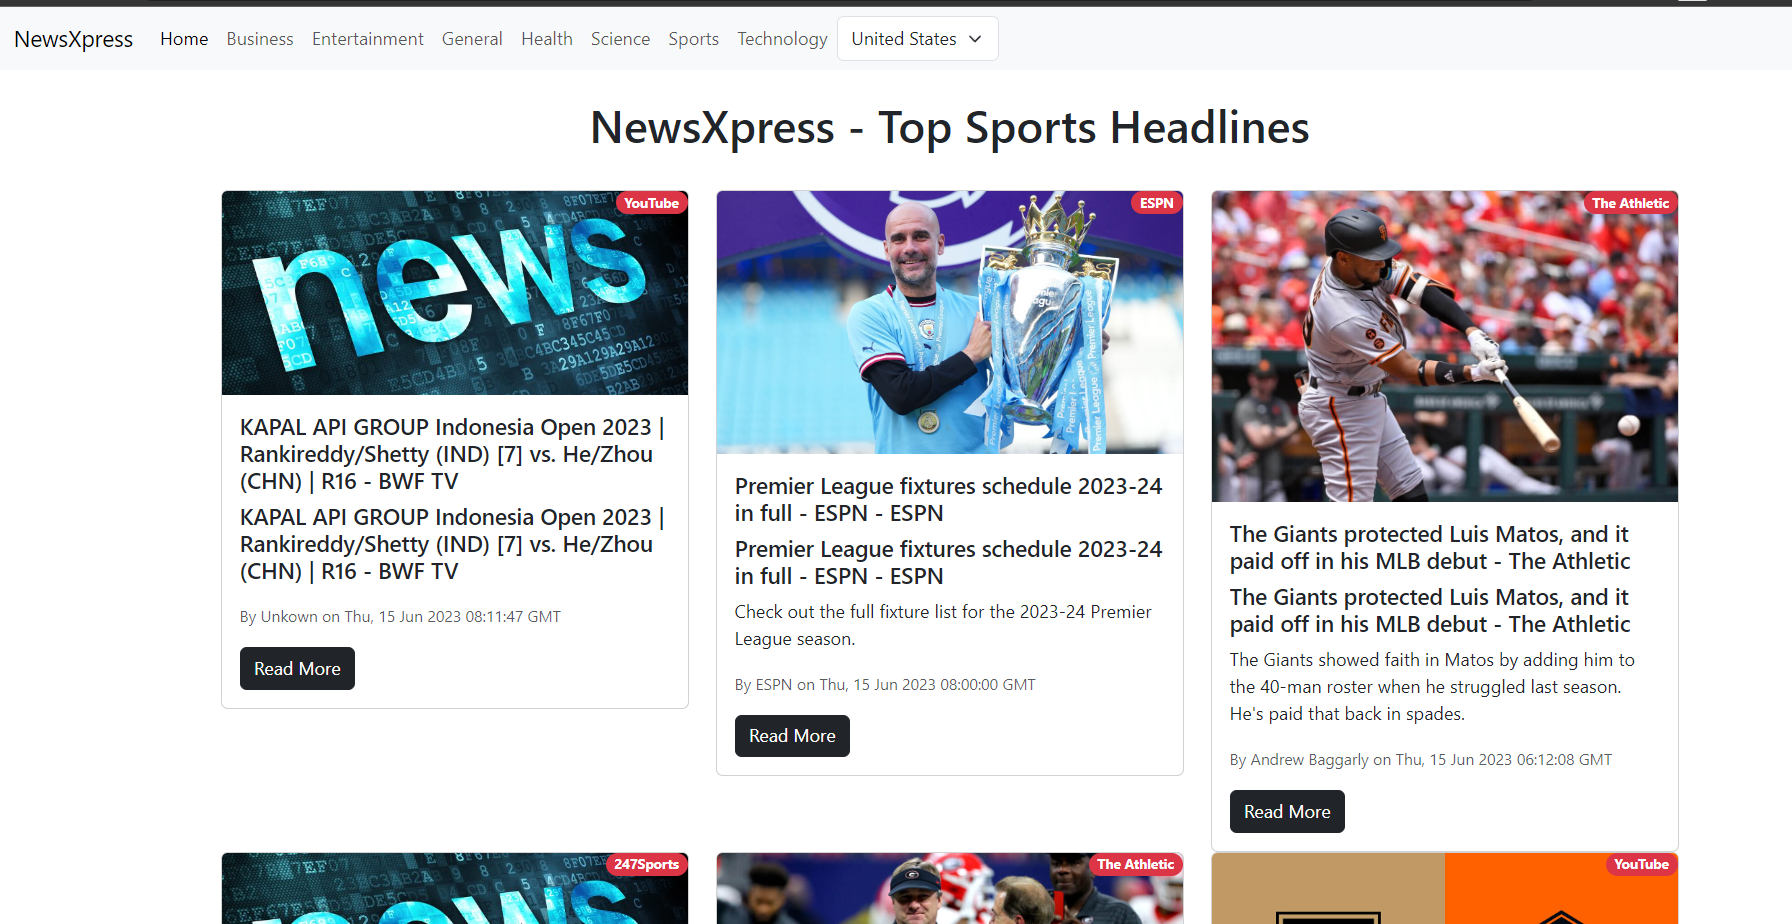 NewsXpress Home Business Entertainment General Health Science Sports Technology United States
NewsXpress - Top Sports Headlines
YouTube
news
KAPAL API GROUP Indonesia Open 2023 |
Rankireddy/Shetty (IND) [7] vs. He/Zhou
(CHN) | R16 - BWF TV
KAPAL API GROUP Indonesia Open 2023 |
Rankireddy/Shetty (IND) [7] vs. He/Zhou
(CHN) | R16 - BWF TV
By Unkown on Thu, 15 Jun 2023 08:11:47 GMT
Read More
ESPN
Premier League fixtures schedule 2023-24
in full - ESPN - ESPN
Premier League fixtures schedule 2023-24
in full - ESPN - ESPN
Check out the full fixture list for the 2023-24 Premier
League season.
By ESPN on Thu, 15 Jun 2023 08:00:00 GMT
Read More
The Athletic
The Giants protected Luis Matos, and it
paid off in his MLB debut - The Athletic
The Giants protected Luis Matos, and it
paid off in his MLB debut - The Athletic
The Giants showed faith in Matos by adding him to
the 40-man roster when he struggled last season.
He's paid that back in spades.
By Andrew Baggarly on Thu, 15 Jun 2023 06:12:08 GMT
Read More
247Sports
news
The Athletic
YouTube